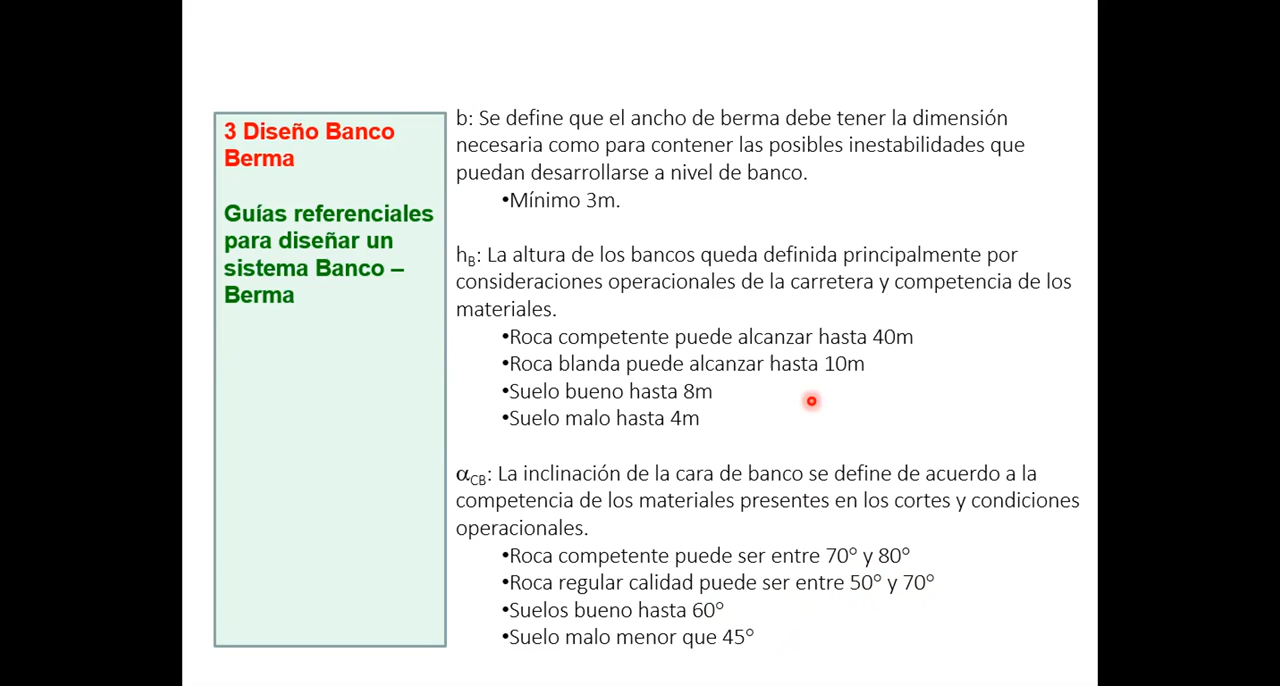 3 Diseño Banco
Berma
Guías referenciales
para diseñar un
sistema Banco –
Berma
b: Se define que el ancho de berma debe tener la dimensión
necesaria como para contener las posibles inestabilidades que
puedan desarrollarse a nivel de banco.
•Mínimo 3m.
hB: La altura de los bancos queda definida principalmente por
consideraciones operacionales de la carretera y competencia de los
materiales.
•Roca competente puede alcanzar hasta 40m
•Roca blanda puede alcanzar hasta 10m
•Suelo bueno hasta 8m
•Suelo malo hasta 4m
αCB: La inclinación de la cara de banco se define de acuerdo a la
competencia de los materiales presentes en los cortes y condiciones
operacionales.
•Roca competente puede ser entre 70° y 80°
•Roca regular calidad puede ser entre 50° y 70°
•Suelos bueno hasta 60°
•Suelo malo menor que 45°